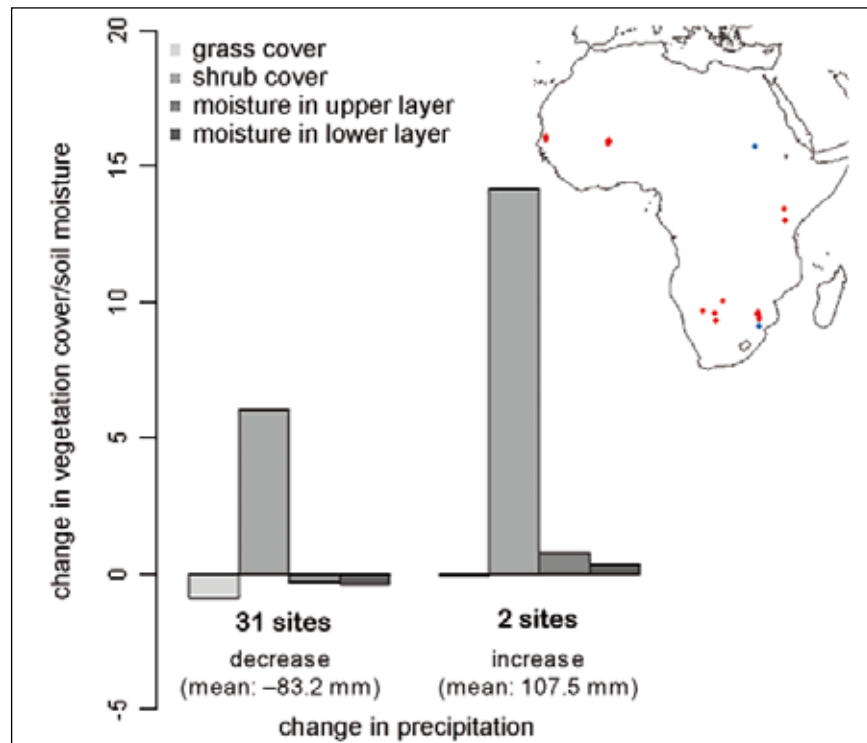 20
15
10
5
0
-5
change in vegetation cover/soil moisture
grass cover
shrub cover
moisture in upper layer
moisture in lower layer
31 sites
decrease
(mean: –83.2 mm)
2 sites
increase
(mean: 107.5 mm)
change in precipitation